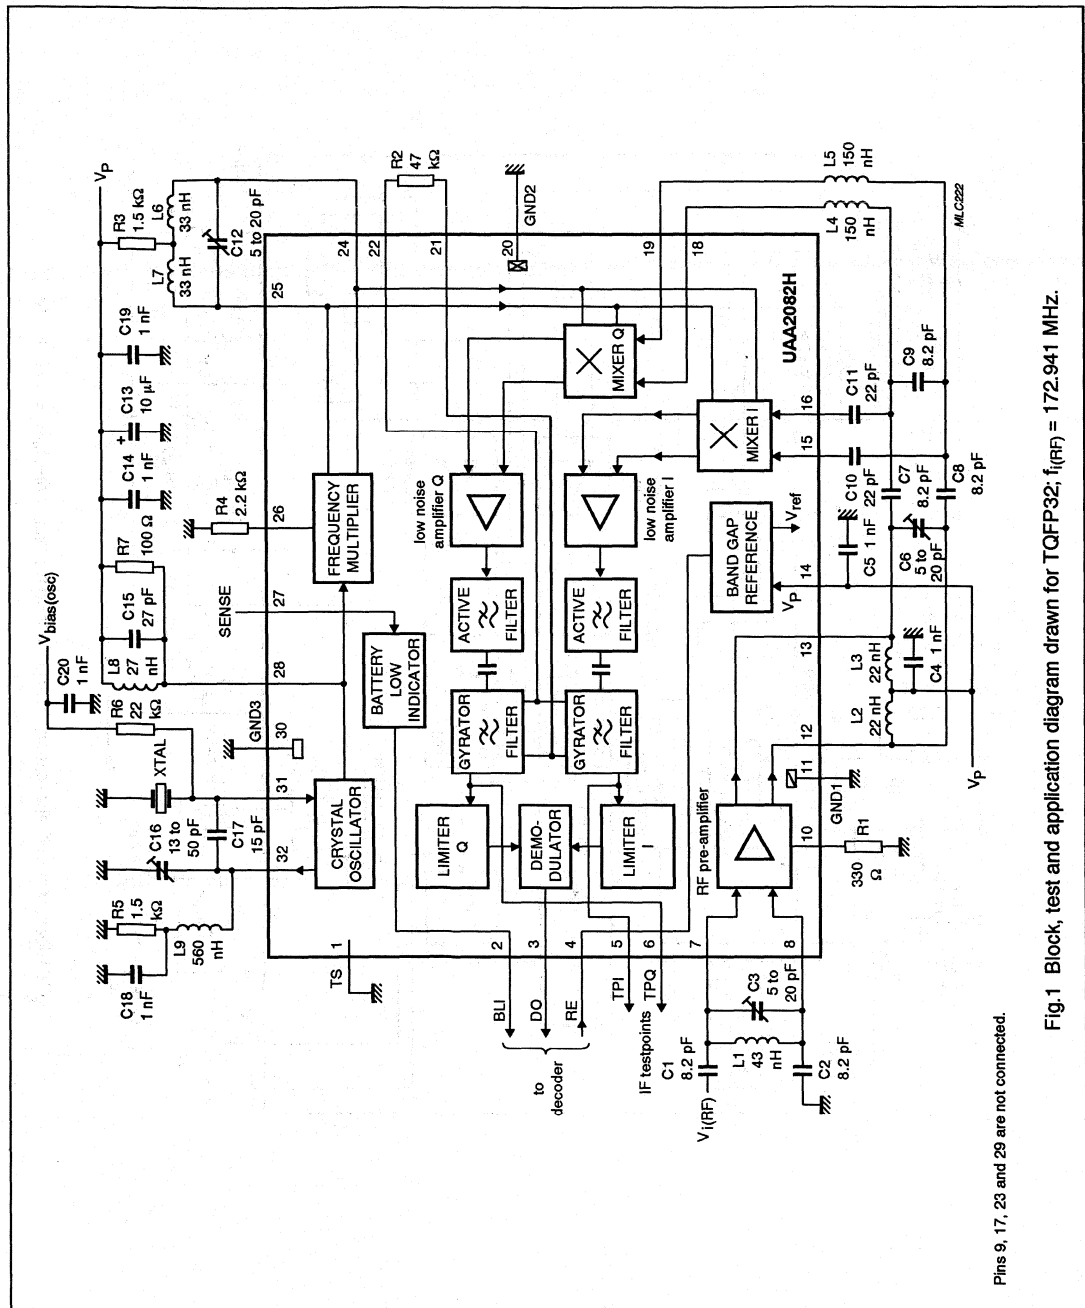 Vbias(osc)
VP
C20
1 nF
L8
27
nH
C15
27 pF
R7
100 Ω
C14
1 nF
C13
10 µF
+
C19
1 nF
R3
1.5 kΩ
L7
33 nH
L6
33 nH
C12
5 to 20 pF
C18
1 nF
R5
1.5
kΩ
L9
560
nH
C16
13 to
50 pF
C17
15 pF
XTAL
R6
22
kΩ
GND3
SENSE
R4
2.2 kΩ
R2
47
kΩ
TS
1
32
31
30
28
27
26
25
24
22
21
20
GND2
19
18
CRYSTAL
OSCILLATOR
BATTERY
LOW
INDICATOR
FREQUENCY
MULTIPLIER
BLI
2
DO
3
RE
4
to
decoder
TPI
5
TPQ
6
IF testpoints
LIMITER
Q
DEMO-
DULATOR
LIMITER
I
GYRATOR
FILTER
GYRATOR
FILTER
ACTIVE
FILTER
ACTIVE
FILTER
low noise
amplifier Q
low noise
amplifier I
MIXER Q
MIXER I
BAND GAP
REFERENCE
Vref
VP
UAA2082H
RF pre-amplifier
7
8
10
11
12
13
14
15
16
Vi(RF)
C1
8.2 pF
L1
43
nH
C3
5 to
20 pF
C2
8.2 pF
330
Ω
R1
GND1
L2
22 nH
L3
22 nH
C4 1 nF
C5 1 nF
VP
C6
5 to
20 pF
C10
22 pF
C7
8.2 pF
C8
8.2 pF
C11
22 pF
C9
8.2 pF
L4
150
nH
L5
150
nH
MLC222
Pins 9, 17, 23 and 29 are not connected.
Fig.1 Block, test and application diagram drawn for TQFP32; fi(RF) = 172.941 MHz.